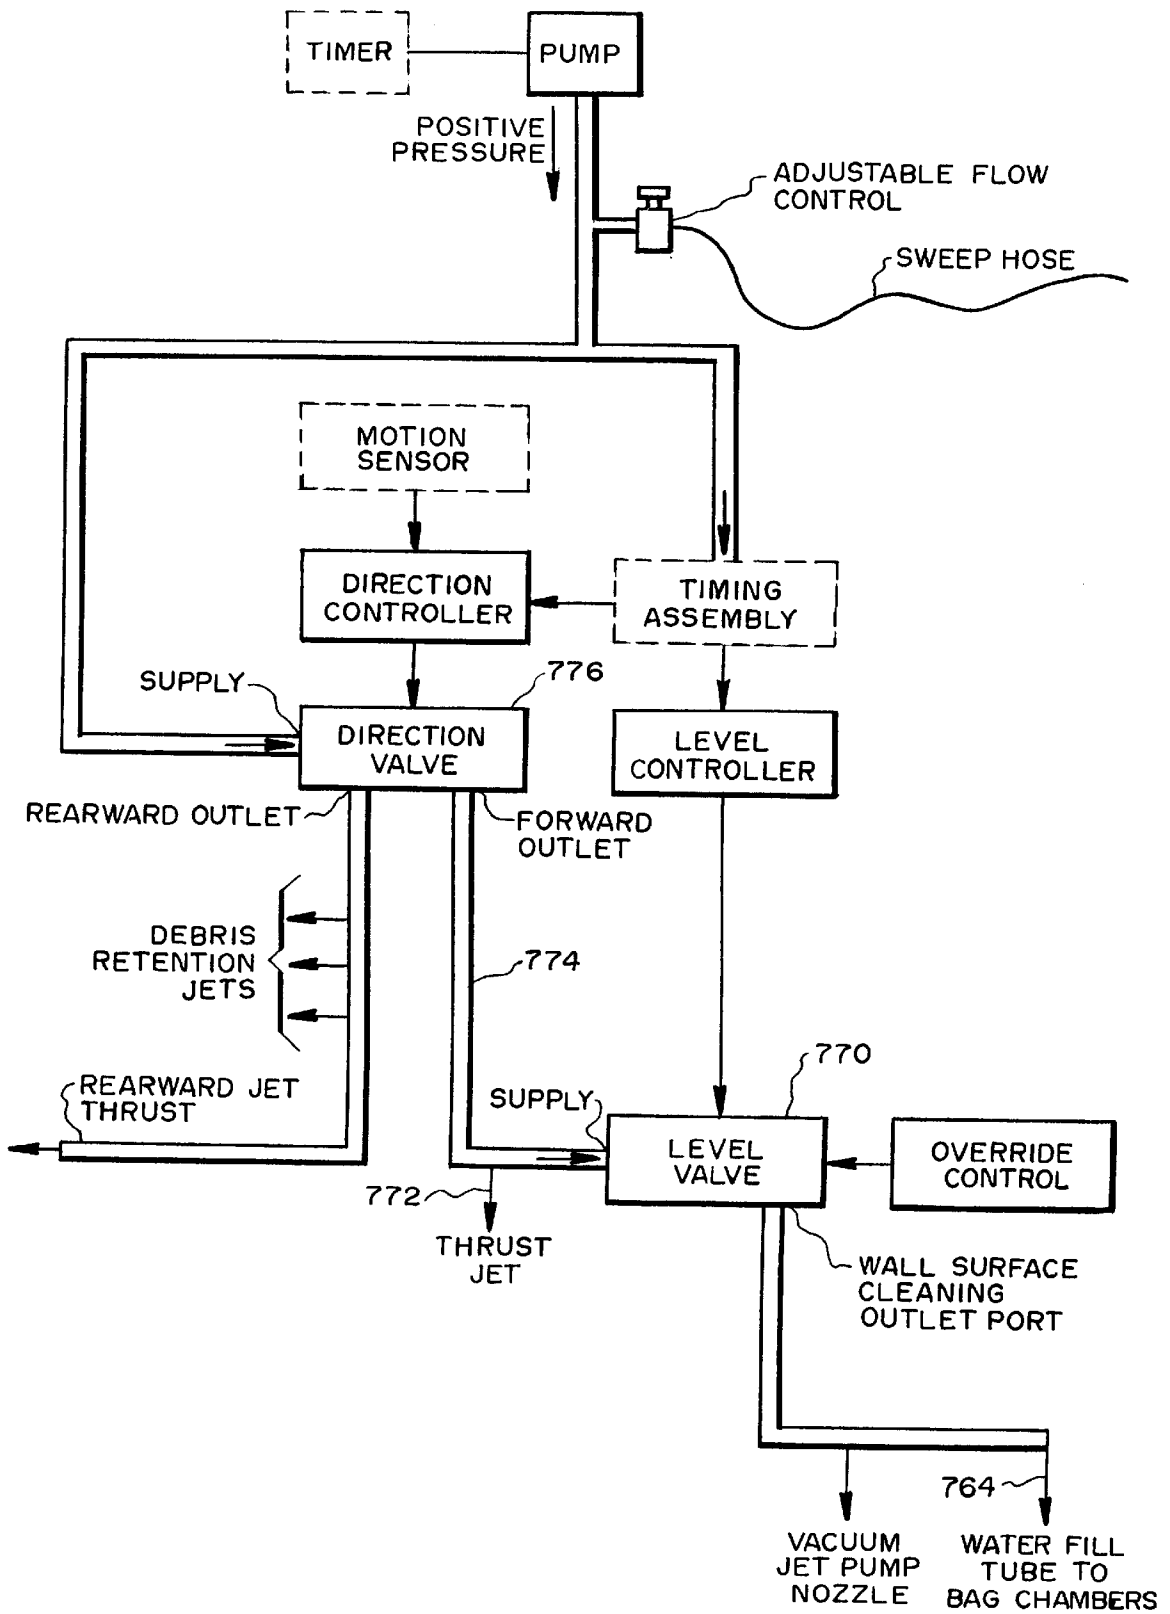 TIMER
PUMP
POSITIVE
PRESSURE
ADJUSTABLE FLOW
CONTROL
SWEEP HOSE
MOTION
SENSOR
DIRECTION
CONTROLLER
TIMING
ASSEMBLY
SUPPLY
776
DIRECTION
VALVE
LEVEL
CONTROLLER
REARWARD OUTLET
FORWARD
OUTLET
DEBRIS
RETENTION
JETS
774
770
REARWARD JET
THRUST
SUPPLY
LEVEL
VALVE
OVERRIDE
CONTROL
772
THRUST
JET
WALL SURFACE
CLEANING
OUTLET PORT
764
VACUUM
JET PUMP
NOZZLE
WATER FILL
TUBE TO
BAG CHAMBERS